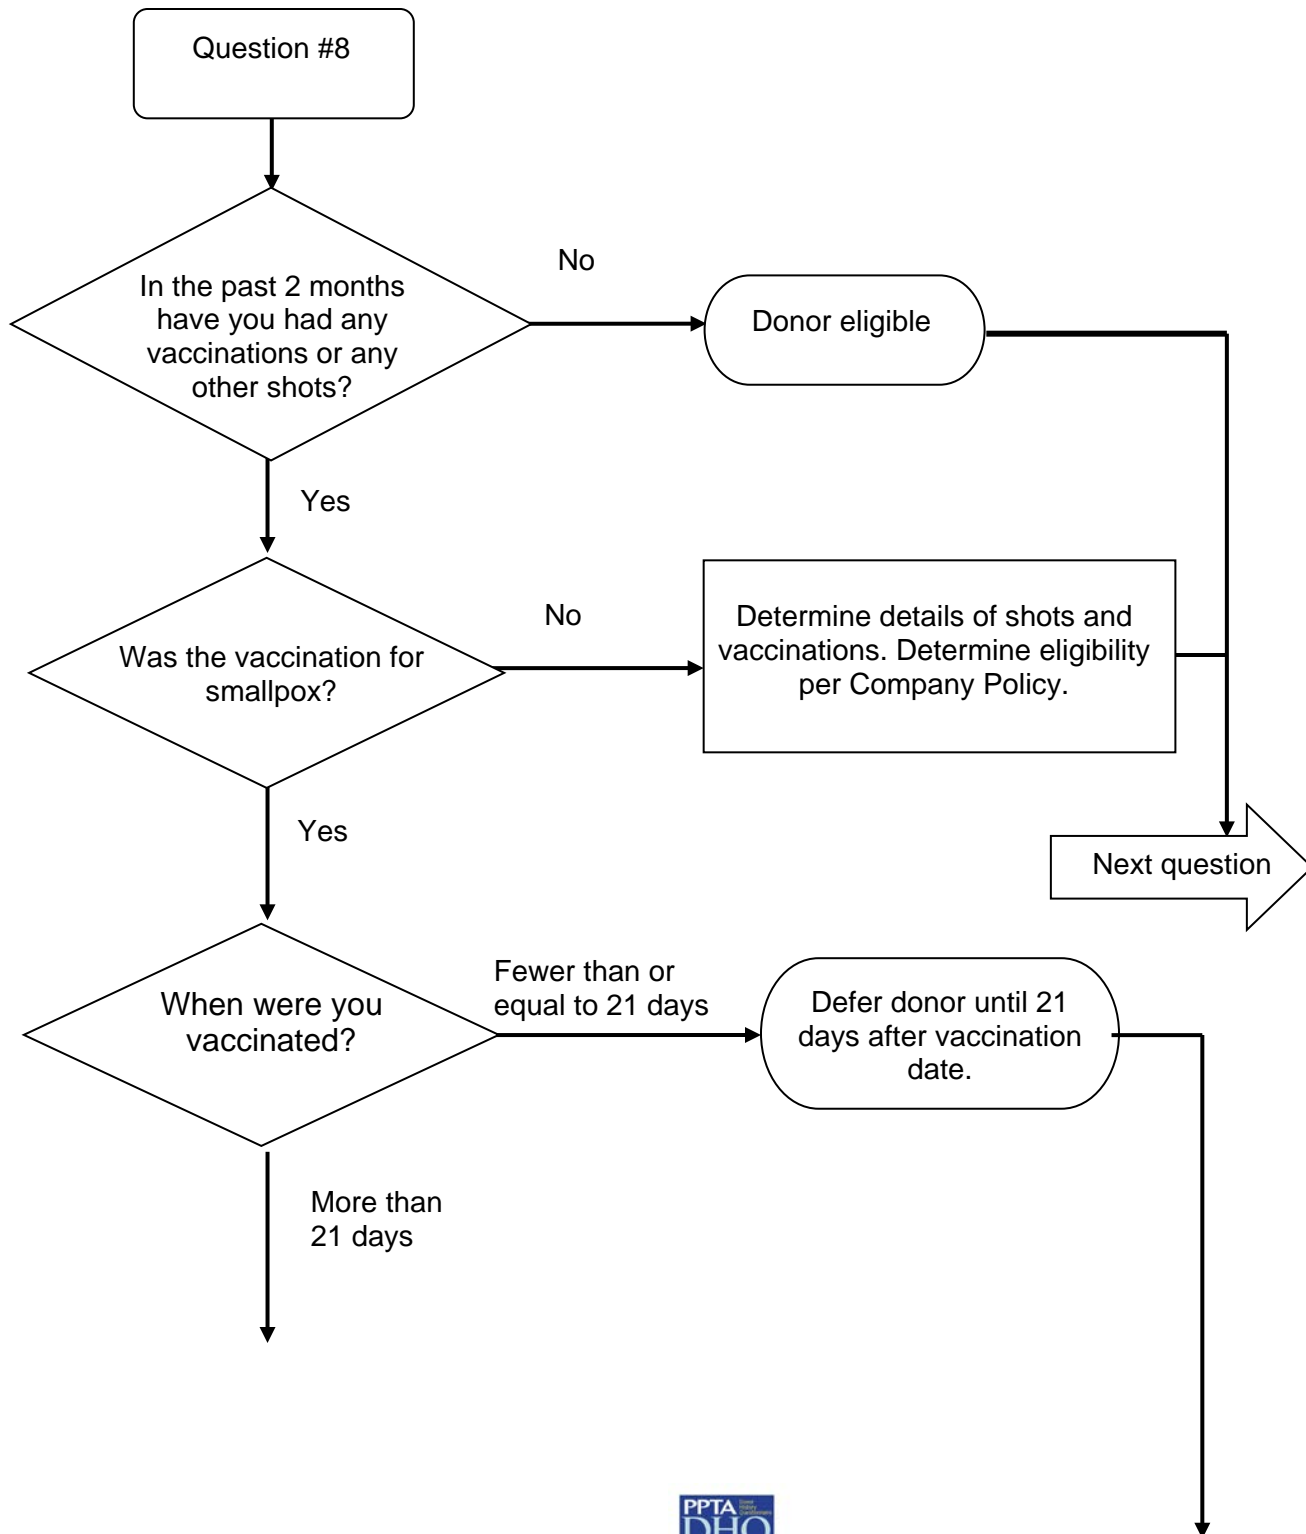 Question #8
In the past 2 months
have you had any
vaccinations or any
other shots?
No
Donor eligible
Yes
Was the vaccination for
smallpox?
No
Determine details of shots and
vaccinations. Determine eligibility
per Company Policy.
Yes
Next question
When were you
vaccinated?
Fewer than or
equal to 21 days
Defer donor until 21
days after vaccination
date.
More than
21 days
PPTA
Donor
History
Questionnaire
DHQ